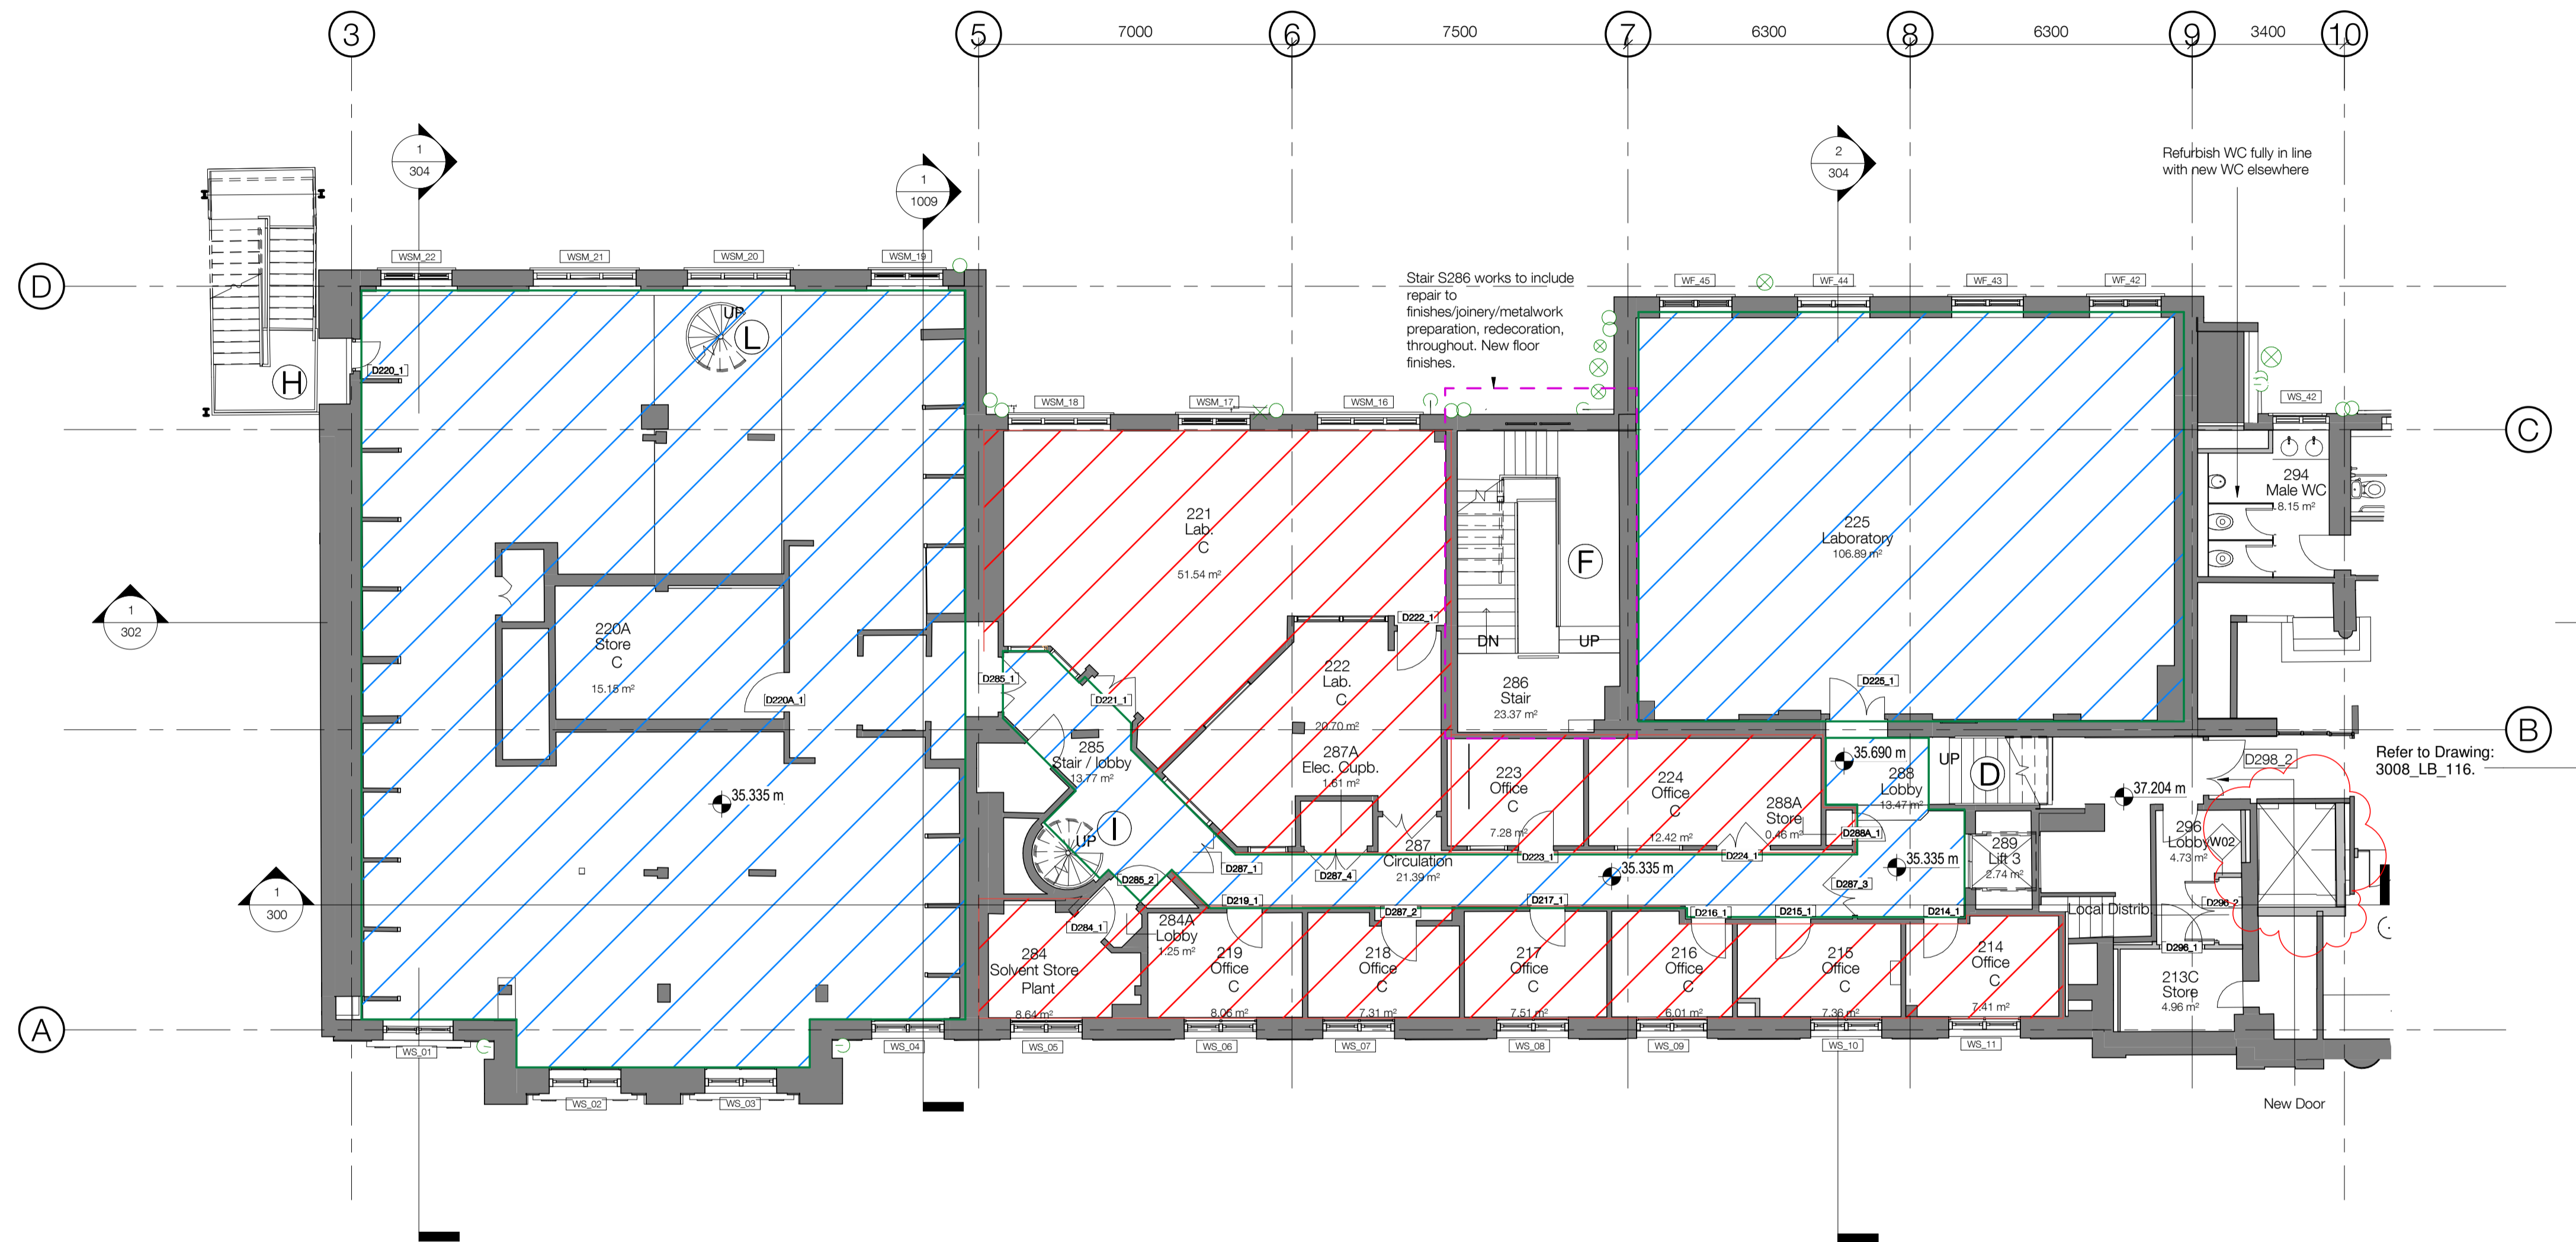 3
5
7000
6
7500
7
6300
8
6300
9
3400
10
1
304
1
1009
2
304
Refurbish WC fully in line
with new WC elsewhere
D
WSM_22
WSM_21
WSM_20
WSM_19
Stair S286 works to include
repair to
finishes/joinery/metalwork
preparation, redecoration,
throughout. New floor
finishes.
WF_45
WF_44
WF_43
WF_42
UP
L
H
D220_1
WSM_18
WSM_17
WSM_16
WS_42
C
294
Male WC
8.15 m²
221
Lab.
C
51.54 m²
225
Laboratory
106.89 m²
F
1
302
220A
Store
C
15.15 m²
D220A_1
D222_1
DN
UP
222
Lab.
C
20.70 m²
286
Stair
23.37 m²
D285_1
D221_1
D225_1
285
Stair / lobby
13.77 m²
287A
Elec. Cupb.
1.61 m²
B
Refer to Drawing:
3008_LB_116.
35.690 m
288
Lobby
13.47 m²
UP
D
D298_2
223
Office
C
7.28 m²
224
Office
C
12.42 m²
288A
Store
0.46 m²
35.335 m
37.204 m
UP
I
D288A_1
296
Lobby
4.73 m²
W02
289
Lift 3
2.74 m²
287
Circulation
21.39 m²
D223_1
D224_1
D287_1
D287_4
35.335 m
35.335 m
D285_2
D287_3
1
300
D219_1
D287_2
D217_1
D216_1
D215_1
D214_1
Local Distrib.
D296_2
D284_1
284A
Lobby
1.25 m²
D296_1
284
Solvent Store
Plant
8.64 m²
219
Office
C
8.06 m²
218
Office
C
7.31 m²
217
Office
C
7.51 m²
216
Office
C
6.01 m²
215
Office
C
7.36 m²
214
Office
C
7.41 m²
213C
Store
4.96 m²
A
WS_01
WS_04
WS_05
WS_06
WS_07
WS_08
WS_09
WS_10
WS_11
WS_02
WS_03
New Door